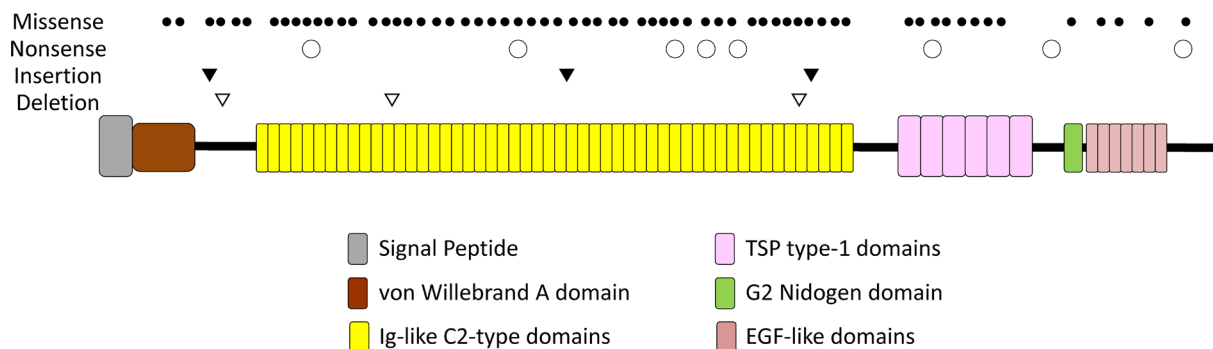 Missense
Nonsense
Insertion
Deletion
Signal Peptide
von Willebrand A domain
Ig-like C2-type domains
TSP type-1 domains
G2 Nidogen domain
EGF-like domains